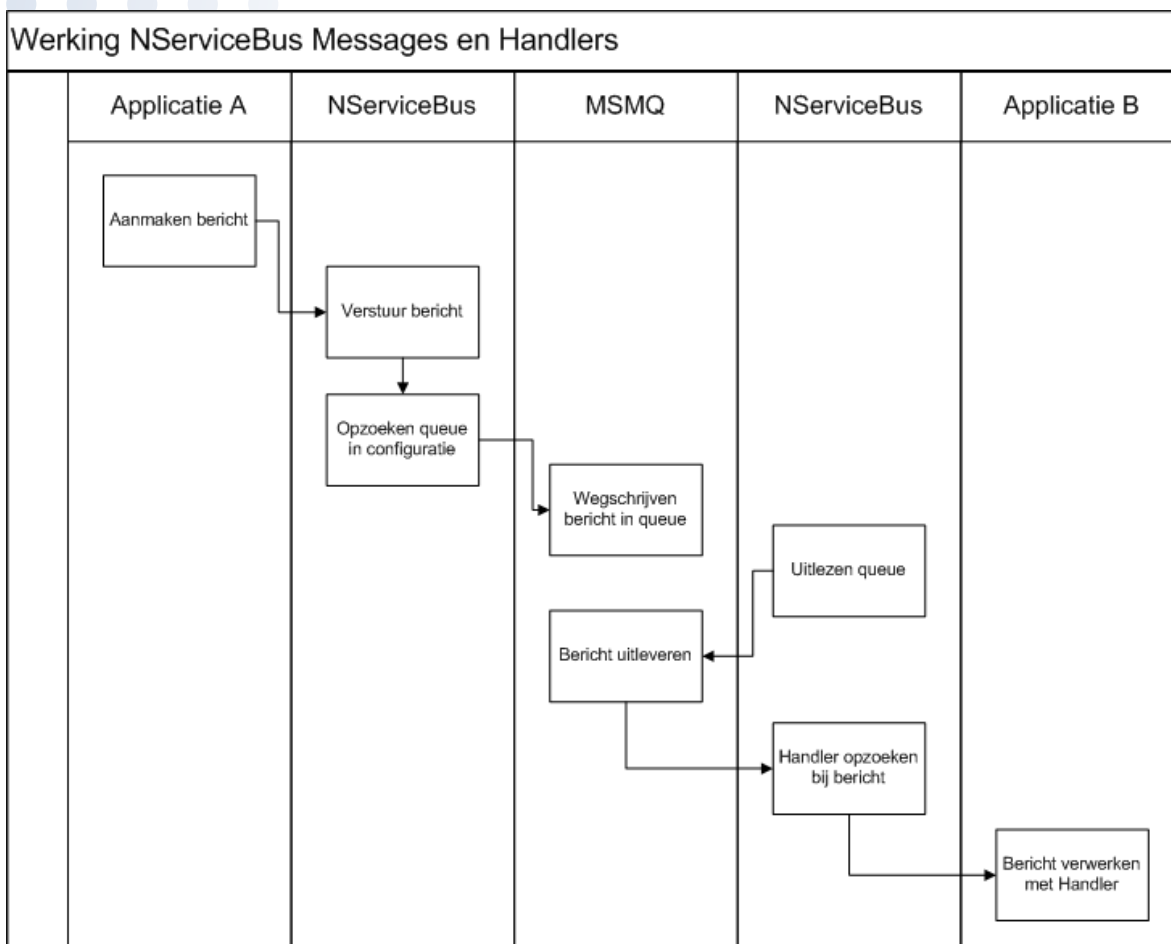 Werking NServiceBus Messages en Handlers
Applicatie A
NServiceBus
MSMQ
NServiceBus
Applicatie B
Aanmaken bericht
Verstuur bericht
Opzoeken queue
in configuratie
Wegschrijven
bericht in queue
Uitlezen queue
Bericht uitleveren
Handler opzoeken
bij bericht
Bericht verwerken
met Handler